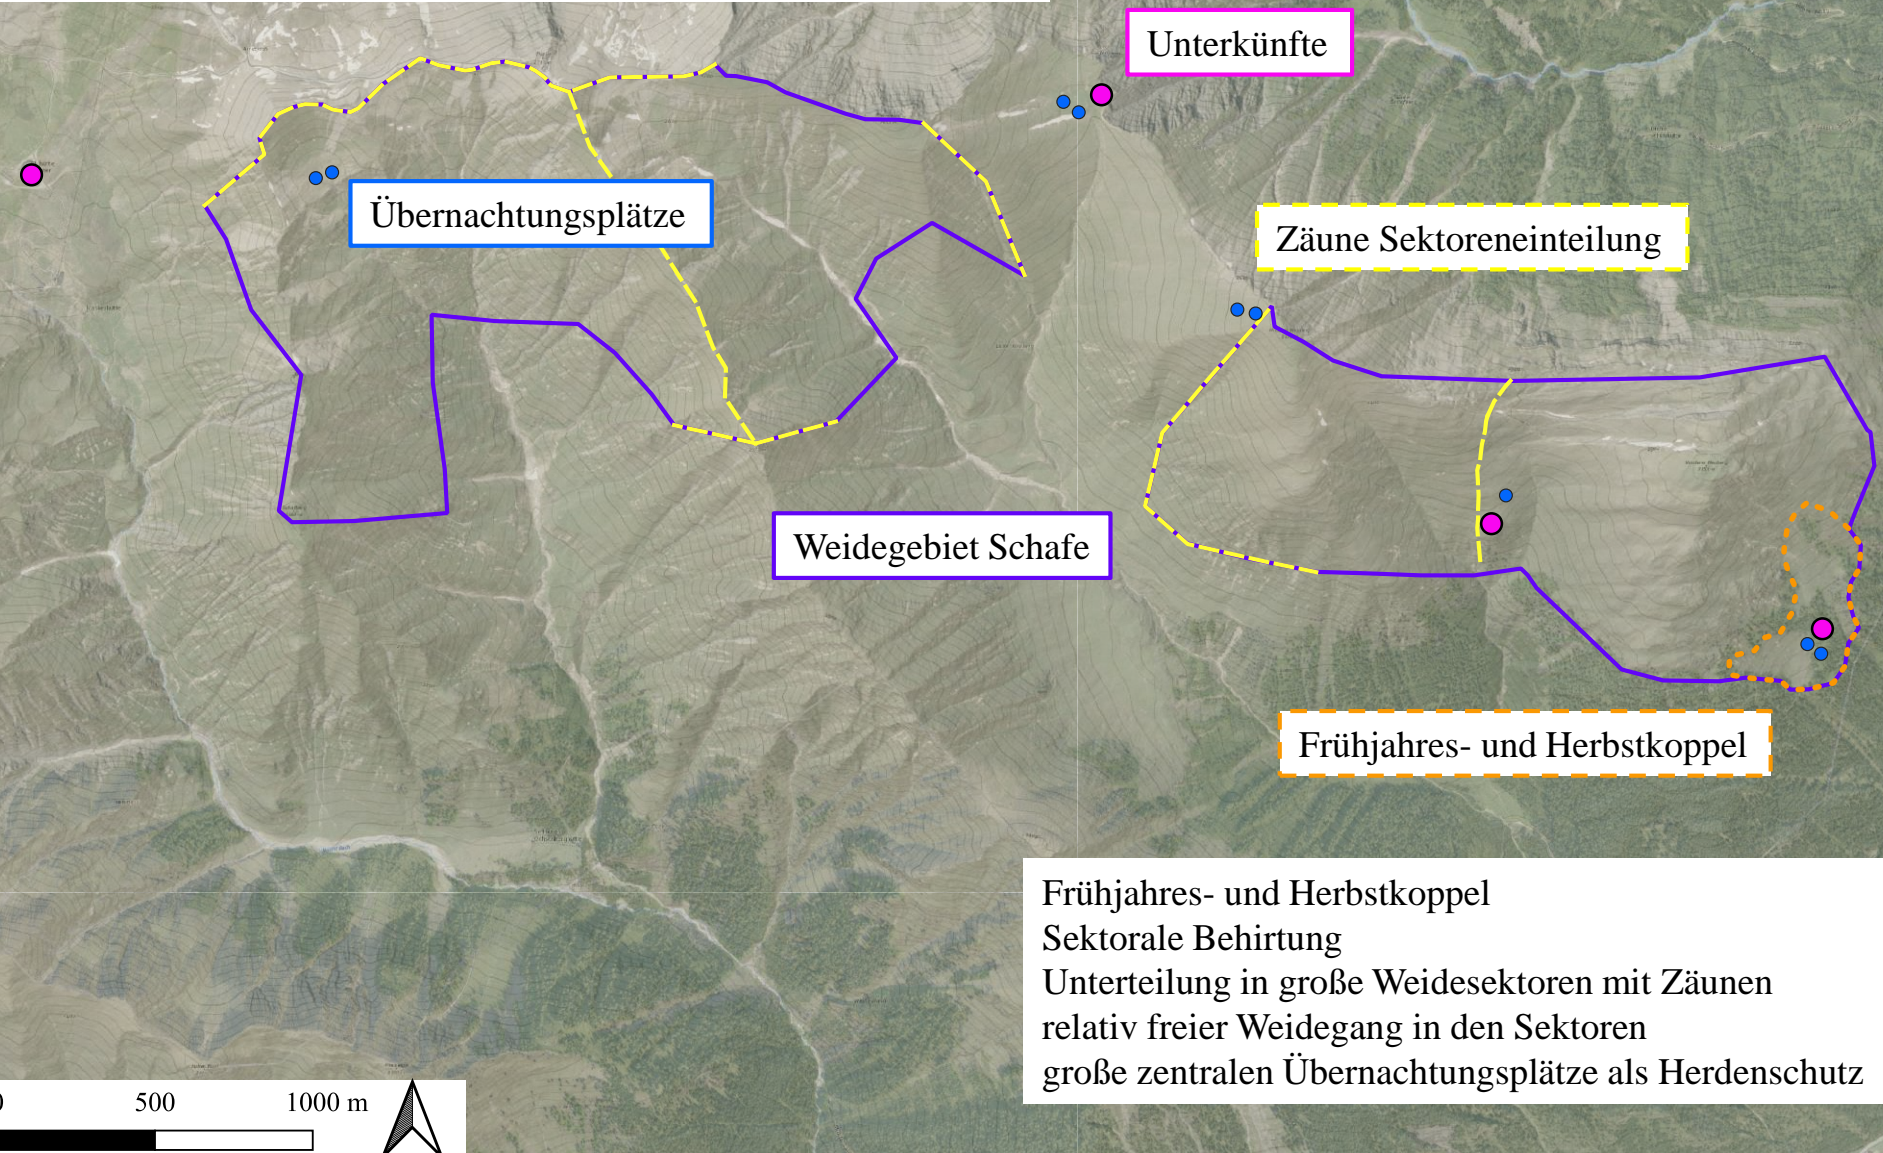 Unterkünfte
Übernachtungsplätze
Zäune Sektoreneinteilung
Weidegebiet Schafe
Frühjahres- und Herbstkoppel
Frühjahres- und Herbstkoppel
Sektorale Behirtung
Unterteilung in große Weidesektoren mit Zäunen
relativ freier Weidegang in den Sektoren
große zentralen Übernachtungsplätze als Herdenschutz
500 1000 m